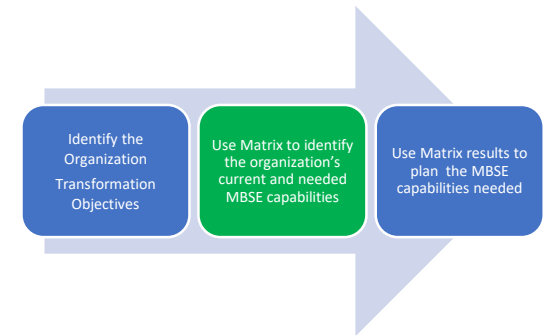 Identify the
Organization
Transformation
Objectives
Use Matrix to identify
the organization's
current and needed
MBSE capabilities
Use Matrix results to
plan the MBSE
capabilities needed